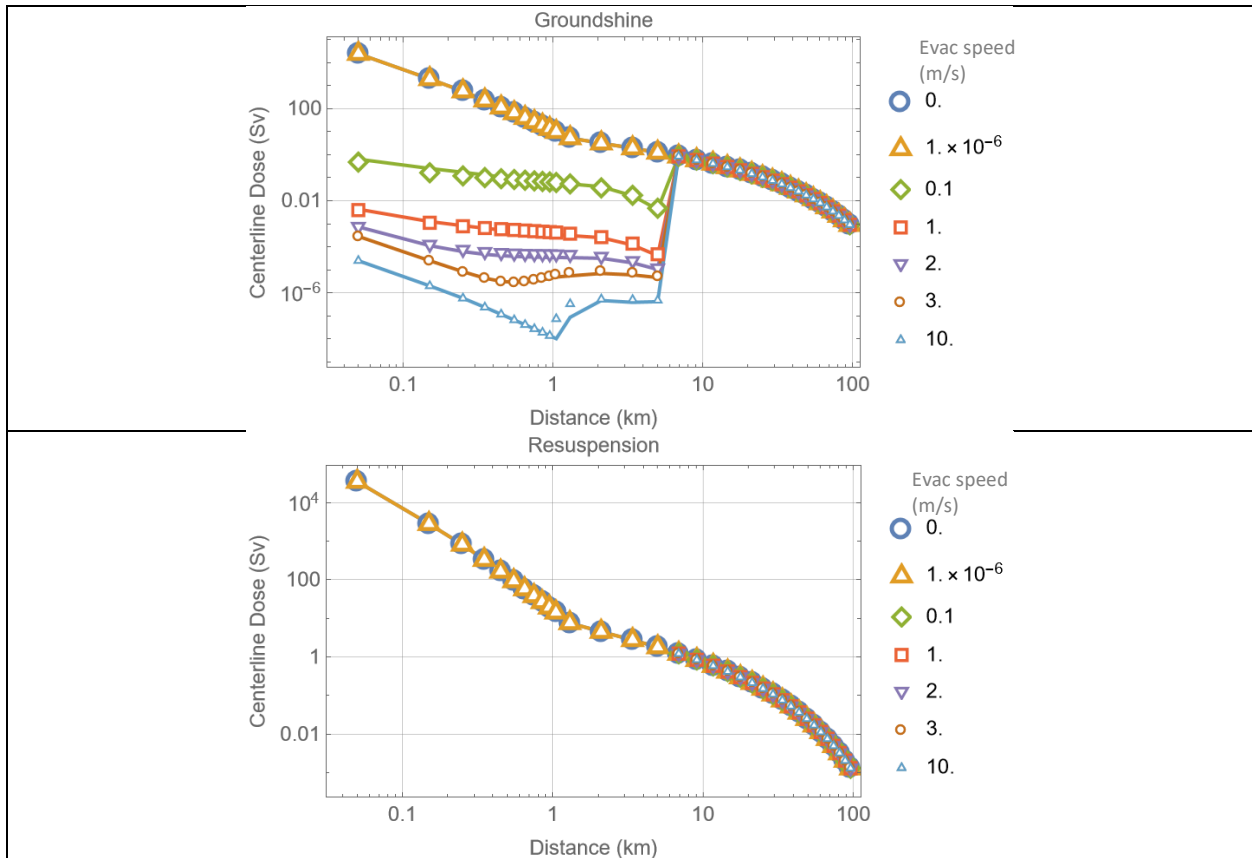 Groundshine
Centerline Dose (Sv)
100
0.01
10⁻⁶
0.1
1
10
100
Distance (km)
Evac speed
(m/s)
0.
1. × 10⁻⁶
0.1
1.
2.
3.
10.
Resuspension
Centerline Dose (Sv)
10⁴
100
1
0.01
0.1
1
10
100
Distance (km)
Evac speed
(m/s)
0.
1. × 10⁻⁶
0.1
1.
2.
3.
10.